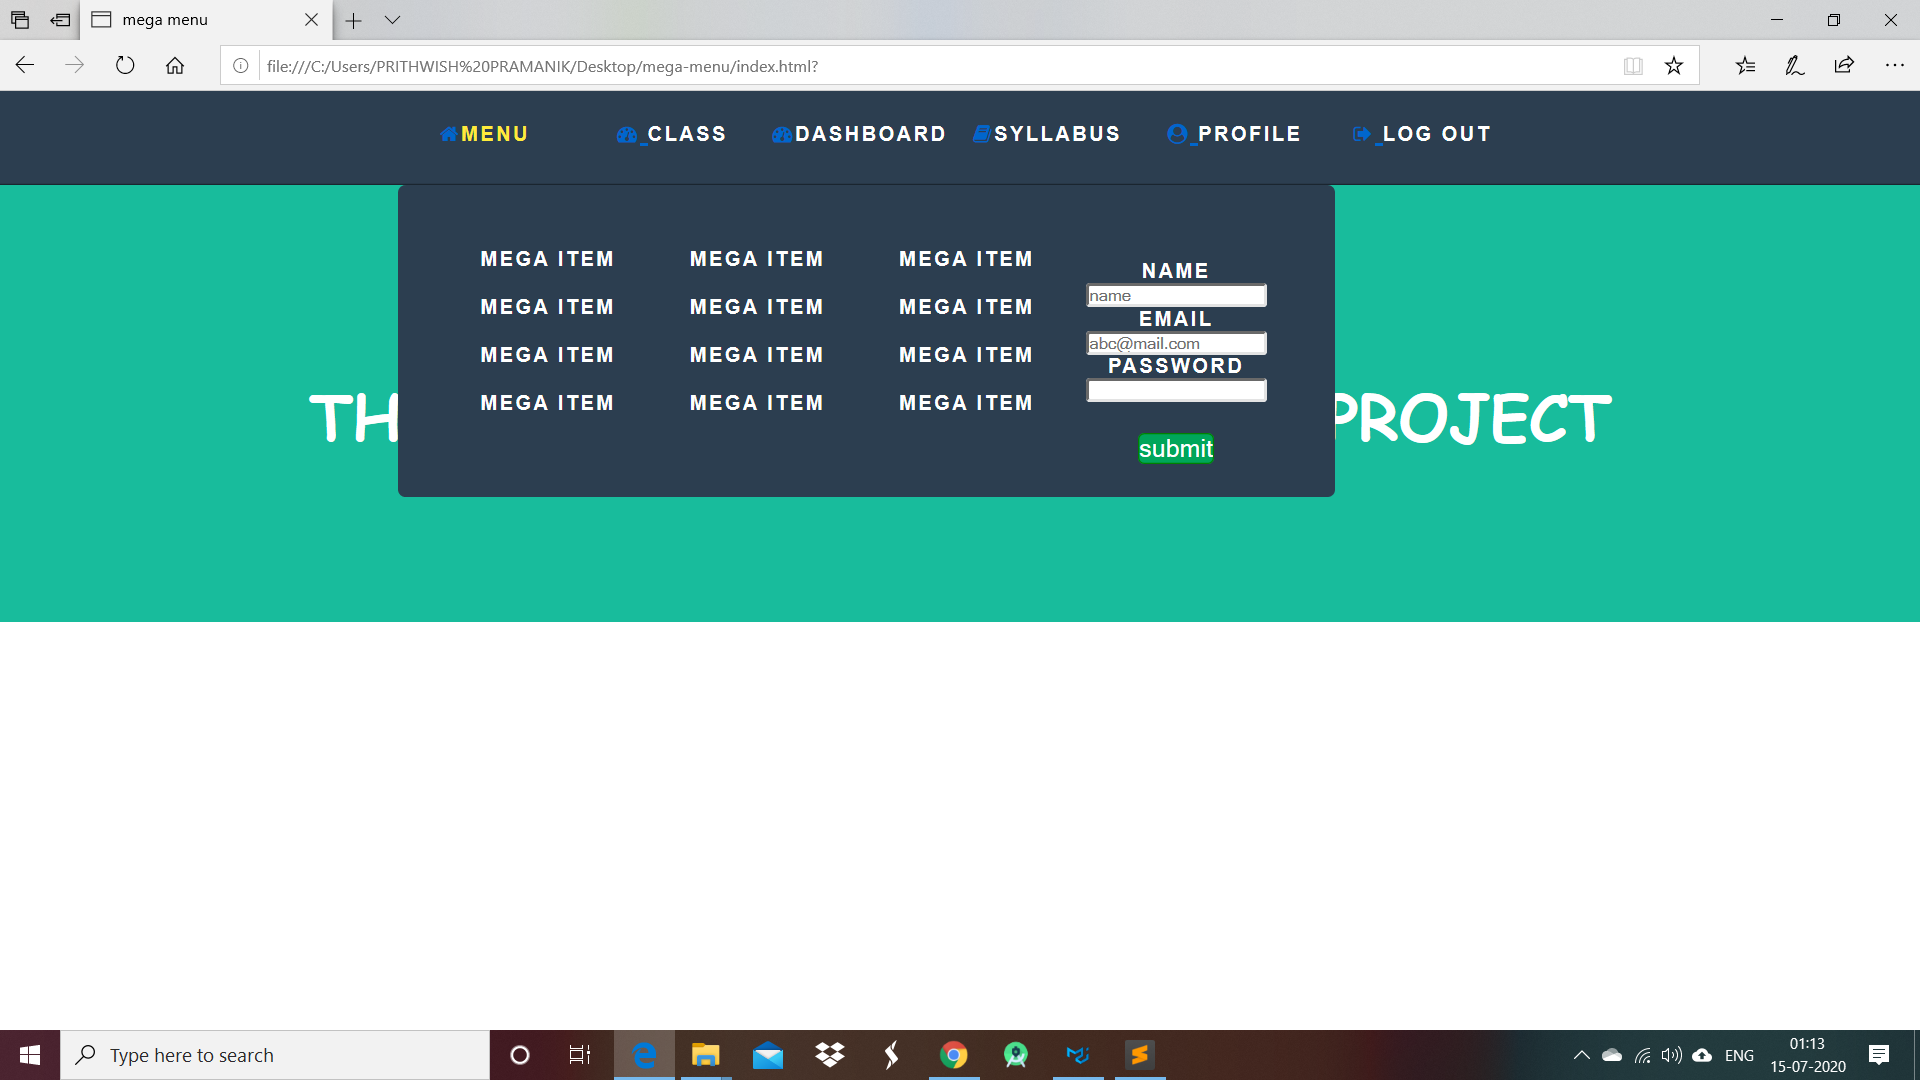 mega menu
file:///C:/Users/PRITHWISH%20PRAMANIK/Desktop/mega-menu/index.html?
MENU CLASS DASHBOARD SYLLABUS PROFILE LOG OUT
MEGA ITEM MEGA ITEM MEGA ITEM
MEGA ITEM MEGA ITEM MEGA ITEM
MEGA ITEM MEGA ITEM MEGA ITEM
MEGA ITEM MEGA ITEM MEGA ITEM
NAME
name
EMAIL
abc@mail.com
PASSWORD
submit
TH PROJECT
Type here to search
ENG
01:13
15-07-2020